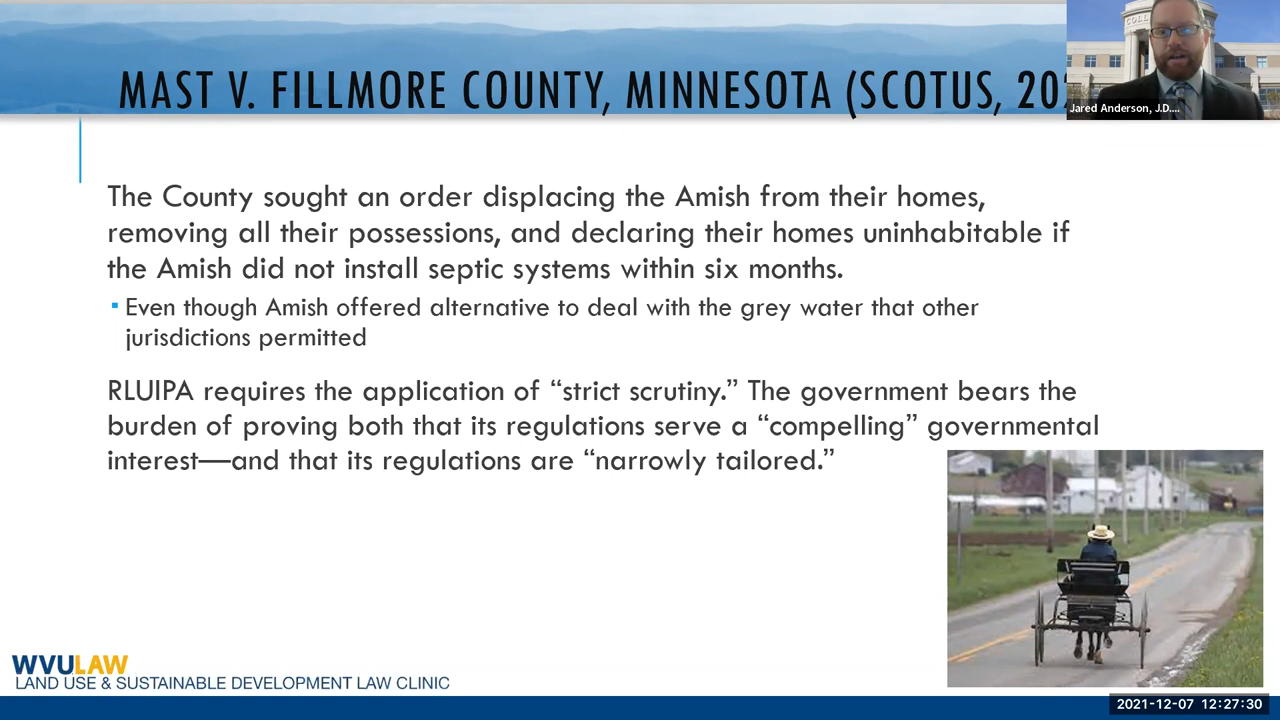 COLL
MAST V. FILLMORE COUNTY, MINNESOTA (SCOTUS, 20
Jared Anderson, J.D....
The County sought an order displacing the Amish from their homes,
removing all their possessions, and declaring their homes uninhabitable if
the Amish did not install septic systems within six months.
Even though Amish offered alternative to deal with the grey water that other
jurisdictions permitted
RLUIPA requires the application of “strict scrutiny.” The government bears the
burden of proving both that its regulations serve a “compelling” governmental
interest—and that its regulations are “narrowly tailored.”
WVULAW
LAND USE & SUSTAINABLE DEVELOPMENT LAW CLINIC
2021-12-07 12:27:30